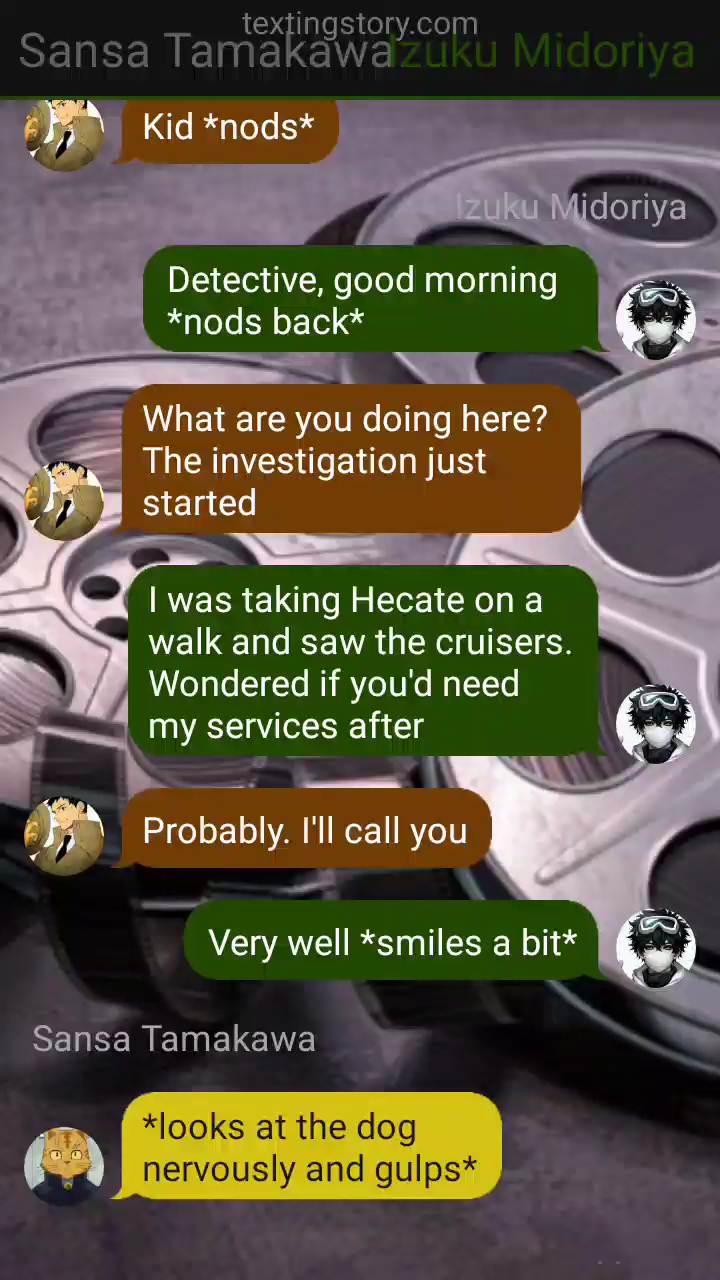 textingstory.com
Sansa Tamakawa Izuku Midoriya
Kid *nods*
Izuku Midoriya
Detective, good morning
*nods back*
What are you doing here?
The investigation just
started
I was taking Hecate on a
walk and saw the cruisers.
Wondered if you'd need
my services after
Probably. I'll call you
Very well *smiles a bit*
Sansa Tamakawa
*looks at the dog
nervously and gulps*